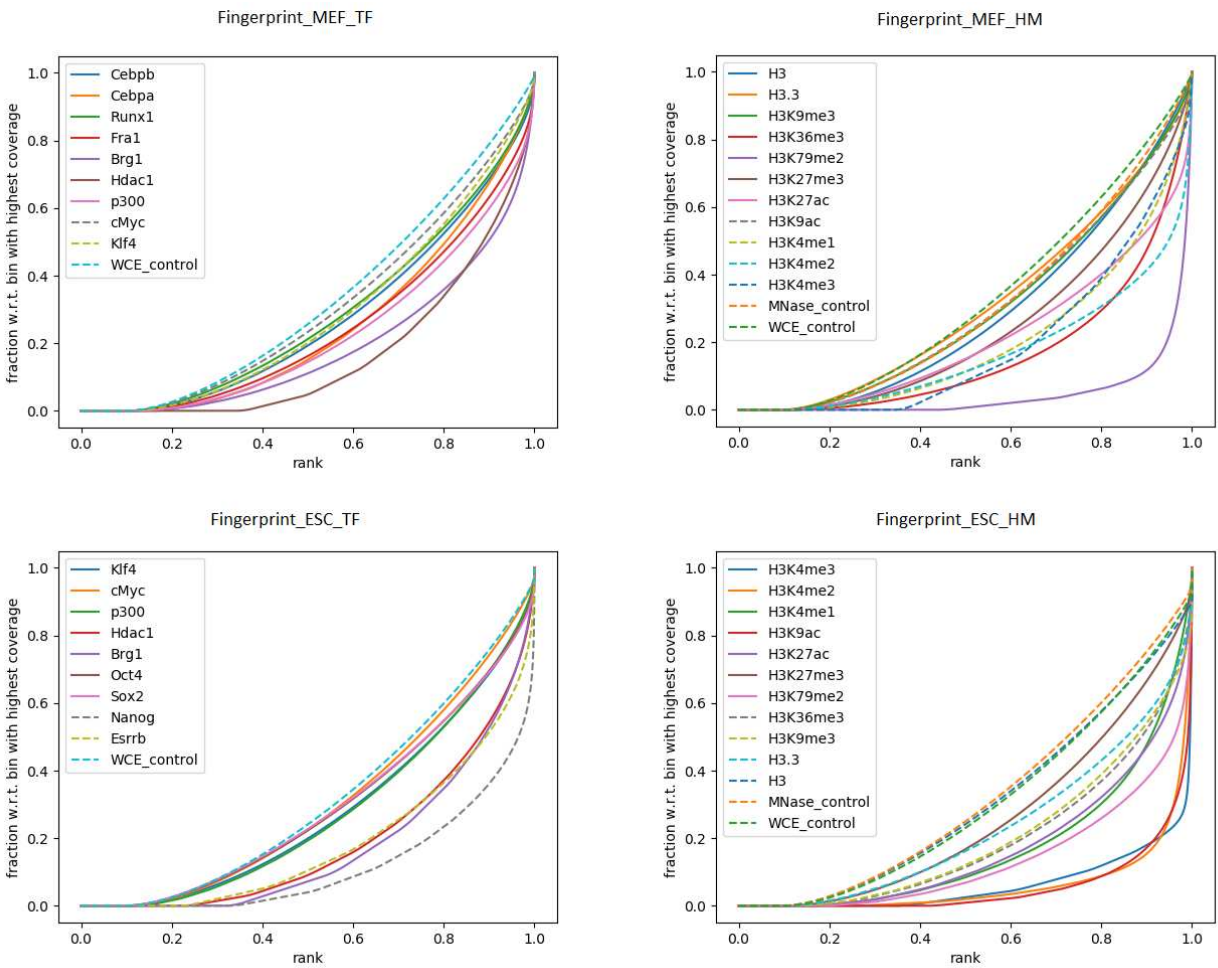 Fingerprint_MEF_TF
1.0
0.8
0.6
0.4
0.2
0.0
fraction w.r.t. bin with highest coverage
Cebpb
Cebpa
Runx1
Fra1
Brg1
Hdac1
p300
cMyc
Klf4
WCE_control
0.0 0.2 0.4 0.6 0.8 1.0
rank
Fingerprint_MEF_HM
1.0
0.8
0.6
0.4
0.2
0.0
fraction w.r.t. bin with highest coverage
H3
H3.3
H3K9me3
H3K36me3
H3K79me2
H3K27me3
H3K27ac
H3K9ac
H3K4me1
H3K4me2
H3K4me3
MNase_control
WCE_control
0.0 0.2 0.4 0.6 0.8 1.0
rank
Fingerprint_ESC_TF
1.0
0.8
0.6
0.4
0.2
0.0
fraction w.r.t. bin with highest coverage
Klf4
cMyc
p300
Hdac1
Brg1
Oct4
Sox2
Nanog
Esrrb
WCE_control
0.0 0.2 0.4 0.6 0.8 1.0
rank
Fingerprint_ESC_HM
1.0
0.8
0.6
0.4
0.2
0.0
fraction w.r.t. bin with highest coverage
H3K4me3
H3K4me2
H3K4me1
H3K9ac
H3K27ac
H3K27me3
H3K79me2
H3K36me3
H3K9me3
H3.3
H3
MNase_control
WCE_control
0.0 0.2 0.4 0.6 0.8 1.0
rank